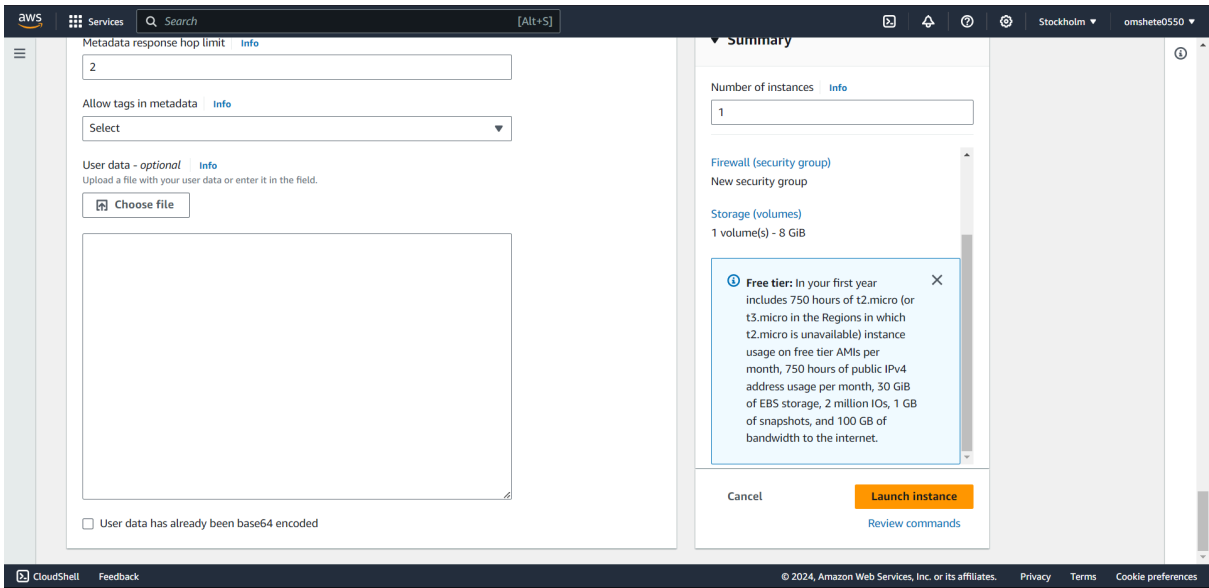 aws
Services
Search
[Alt+S]
Stockholm
omshete0550
Metadata response hop limit
Info
2
Allow tags in metadata
Info
Select
User data - optional
Info
Upload a file with your user data or enter it in the field.
Choose file
User data has already been base64 encoded
Summary
Number of instances
Info
1
Firewall (security group)
New security group
Storage (volumes)
1 volume(s) - 8 GiB
Free tier: In your first year
includes 750 hours of t2.micro (or
t3.micro in the Regions in which
t2.micro is unavailable) instance
usage on free tier AMIs per
month, 750 hours of public IPv4
address usage per month, 30 GiB
of EBS storage, 2 million IOs, 1 GB
of snapshots, and 100 GB of
bandwidth to the internet.
Cancel
Launch instance
Review commands
CloudShell
Feedback
© 2024, Amazon Web Services, Inc. or its affiliates.
Privacy
Terms
Cookie preferences